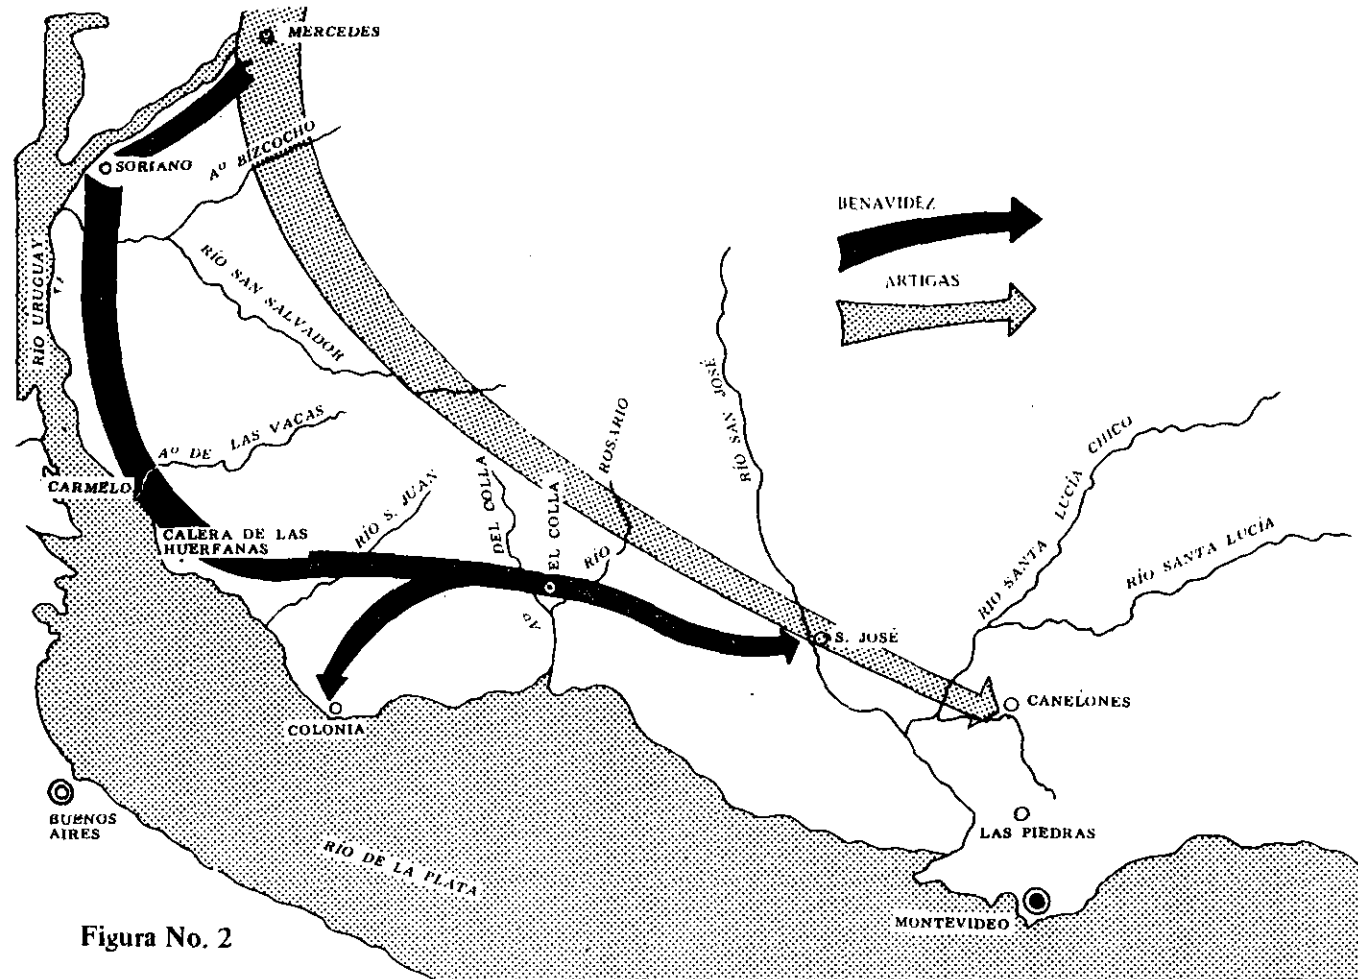 MERCEDES
SORIANO
Aº BIZCOCHO
RÍO URUGUAY
RÍO SAN SALVADOR
BENAVIDEZ
ARTIGAS
RÍO SAN JOSÉ
Aº DE LAS VACAS
CARMELO
CALERA DE LAS
HUERFANAS
RÍO S. JUAN
Aº DEL COLLA
EL COLLA
RÍO ROSARIO
RÍO SANTA LUCÍA CHICO
RÍO SANTA LUCÍA
S. JOSÉ
CANELONES
COLONIA
BUENOS
AIRES
RÍO DE LA PLATA
LAS PIEDRAS
MONTEVIDEO
Figura No. 2